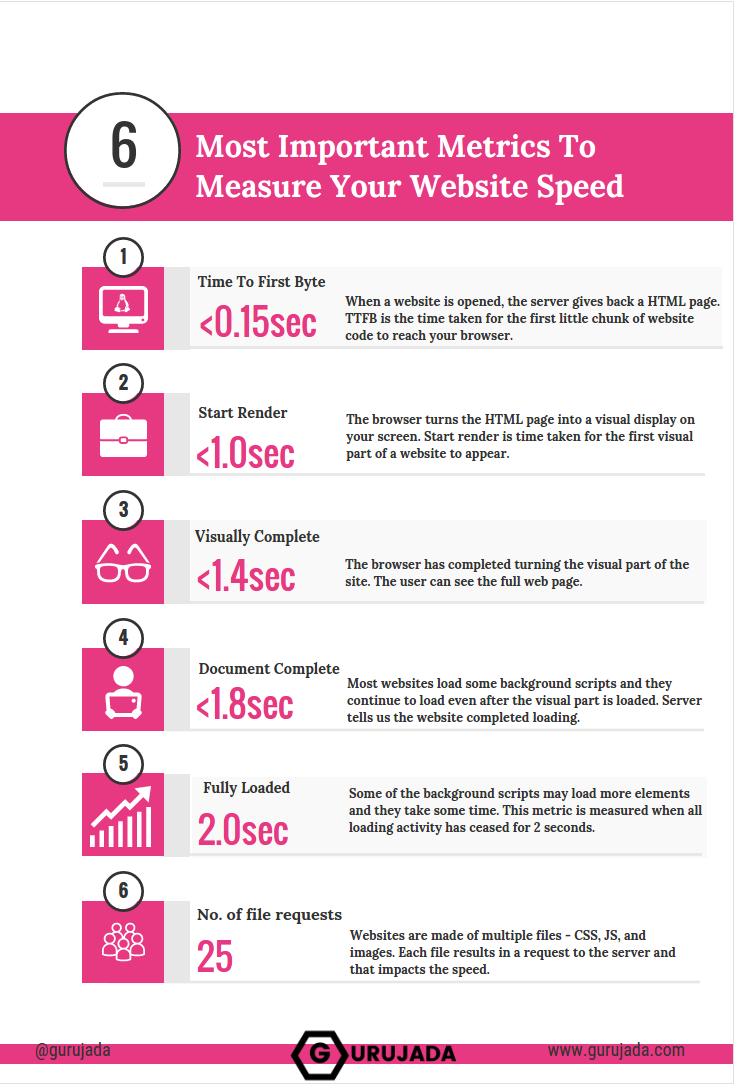 6
Most Important Metrics To
Measure Your Website Speed
1
Time To First Byte
<0.15sec
When a website is opened, the server gives back a HTML page.
TTFB is the time taken for the first little chunk of website
code to reach your browser.
2
Start Render
<1.0sec
The browser turns the HTML page into a visual display on
your screen. Start render is time taken for the first visual
part of a website to appear.
3
Visually Complete
<1.4sec
The browser has completed turning the visual part of the
site. The user can see the full web page.
4
Document Complete
<1.8sec
Most websites load some background scripts and they
continue to load even after the visual part is loaded. Server
tells us the website completed loading.
5
Fully Loaded
2.0sec
Some of the background scripts may load more elements
and they take some time. This metric is measured when all
loading activity has ceased for 2 seconds.
6
No. of file requests
25
Websites are made of multiple files - CSS, JS, and
images. Each file results in a request to the server and
that impacts the speed.
@gurujada
GURUJADA
www.gurujada.com